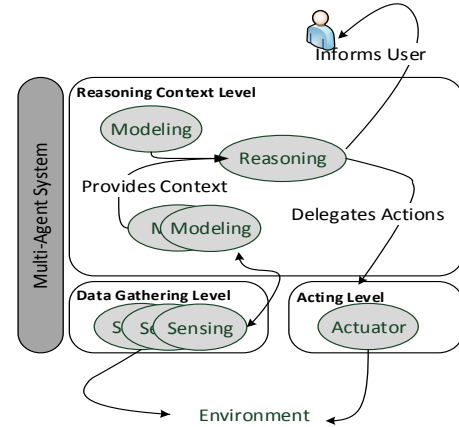 Informs User
Reasoning Context Level
Modeling
Reasoning
Provides Context
M
Modeling
Delegates Actions
Multi-Agent System
Data Gathering Level
S
Se
Sensing
Acting Level
Actuator
Environment